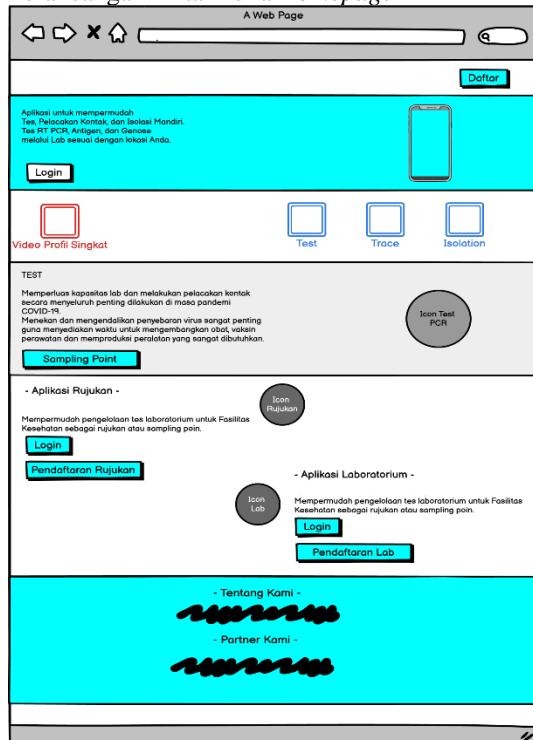 A Web Page
Daftar
Aplikasi untuk mempermudah
Tes, Pelacakan Kontak, dan Isolasi Mandiri.
Tes RT PCR, Antigen, dan Genose
melalui Lab sesuai dengan lokasi Anda.
Login
Video Profil Singkat
Test
Trace
Isolation
TEST
Memperluas kapasitas lab dan melakukan pelacakan kontak
secara menyeluruh penting dilakukan di masa pandemi
COVID-19.
Menekan dan mengendalikan penyebaran virus sangat penting
guna menyediakan waktu untuk mengembangkan obat, vaksin
perawatan dan memproduksi peralatan yang sangat dibutuhkan.
Icon Test
PCR
Sampling Point
- Aplikasi Rujukan -
Icon
Rujukan
Mempermudah pengelolaan tes laboratorium untuk Fasilitas
Kesehatan sebagai rujukan atau sampling poin.
Login
Pendaftaran Rujukan
- Aplikasi Laboratorium -
Icon
Lab
Mempermudah pengelolaan tes laboratorium untuk Fasilitas
Kesehatan sebagai rujukan atau sampling poin.
Login
Pendaftaran Lab
- Tentang Kami -
- Partner Kami -